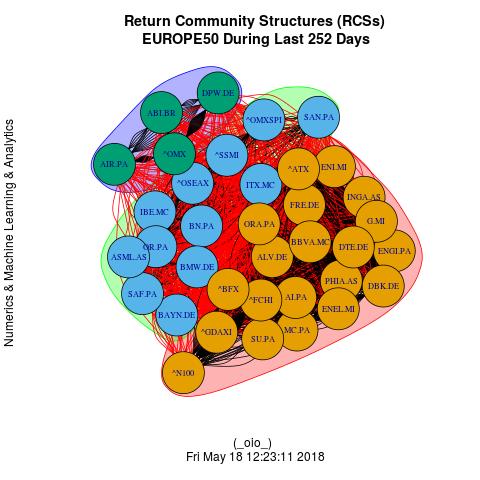 Return Community Structures (RCSs)
EUROPE50 During Last 252 Days
Numerics & Machine Learning & Analytics
DPW.DE
ABI.BR
^OMXSPI
SAN.PA
^OMX
^SSMI
AIR.PA
^ATX
ENI.MI
^OSEAX
ITX.MC
INGA.AS
IBE.MC
FRE.DE
G.MI
BN.PA
ORA.PA
OR.PA
BBVA.MC
DTE.DE
ENGI.PA
ASML.AS
ALV.DE
BMW.DE
SAF.PA
^BFX
PHIA.AS
DBK.DE
^FCHI
AI.PA
BAYN.DE
ENEL.MI
^GDAXI
SU.PA
MC.PA
^N100
(_oio_)
Fri May 18 12:23:11 2018